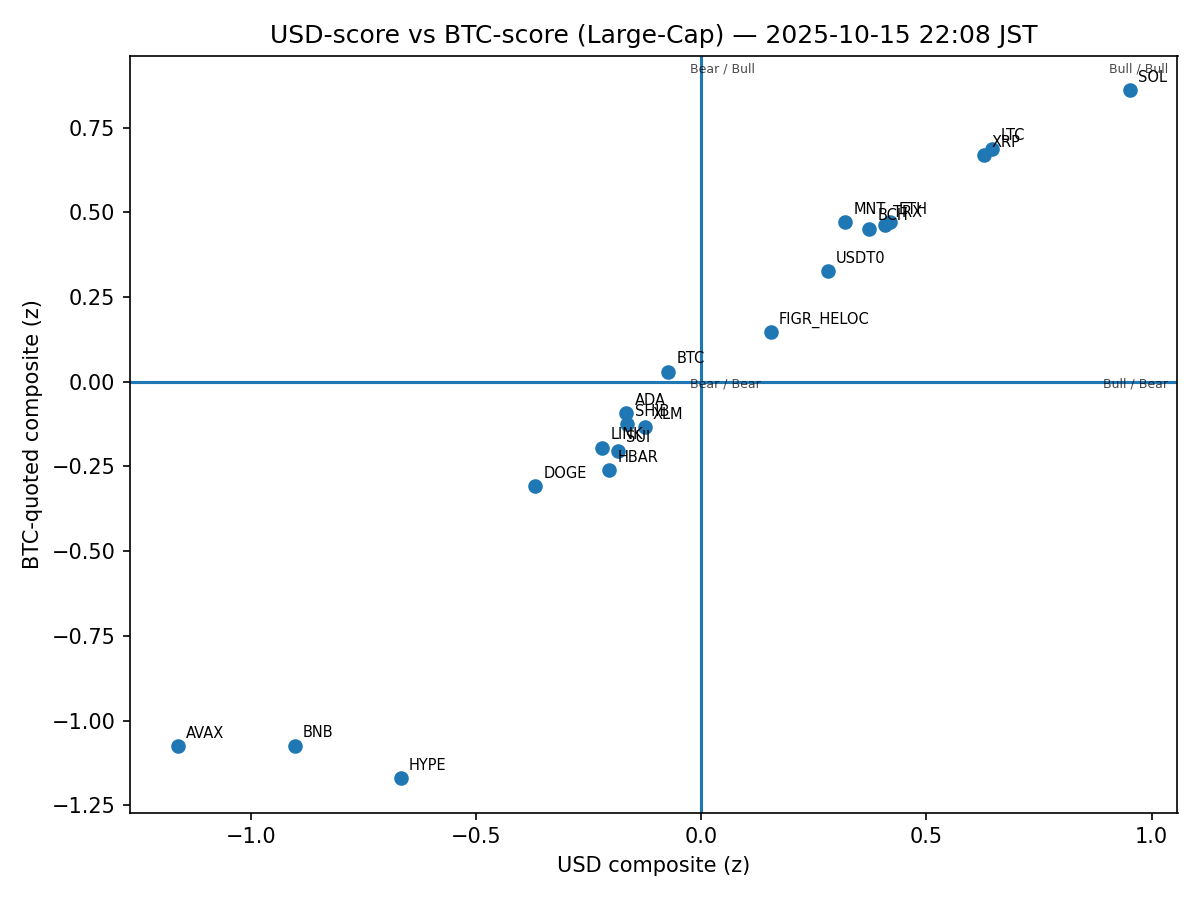 USD-score vs BTC-score (Large-Cap) — 2025-10-15 22:08 JST
Bear / Bull
Bull / Bull
SOL
LTC
XRP
MNT
BCH
TRX
ETH
USDT0
FIGR_HELOC
BTC
Bear / Bear
Bull / Bear
ADA
SHIB
XLM
LINK
SUI
HBAR
DOGE
AVAX
BNB
HYPE
0.75
0.50
0.25
0.00
−0.25
−0.50
−0.75
−1.00
−1.25
BTC-quoted composite (z)
−1.0
−0.5
0.0
0.5
1.0
USD composite (z)